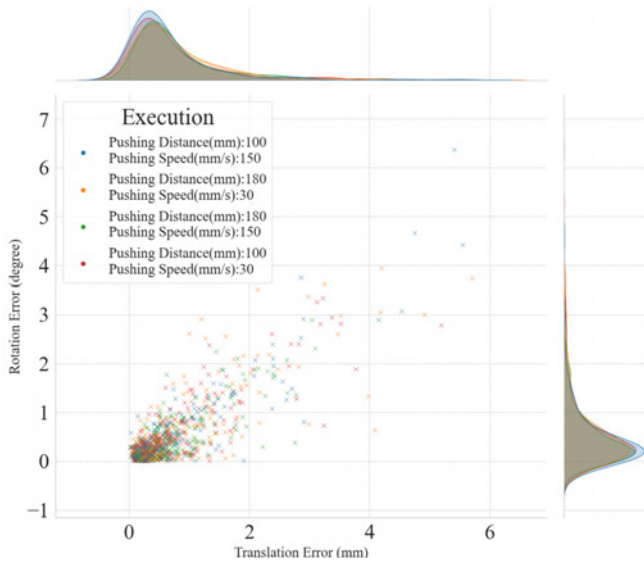 Execution
Pushing Distance(mm):100
Pushing Speed(mm/s):150
Pushing Distance(mm):180
Pushing Speed(mm/s):30
Pushing Distance(mm):180
Pushing Speed(mm/s):150
Pushing Distance(mm):100
Pushing Speed(mm/s):30
Rotation Error (degree)
7
6
5
4
3
2
1
0
−1
0
2
4
6
Translation Error (mm)